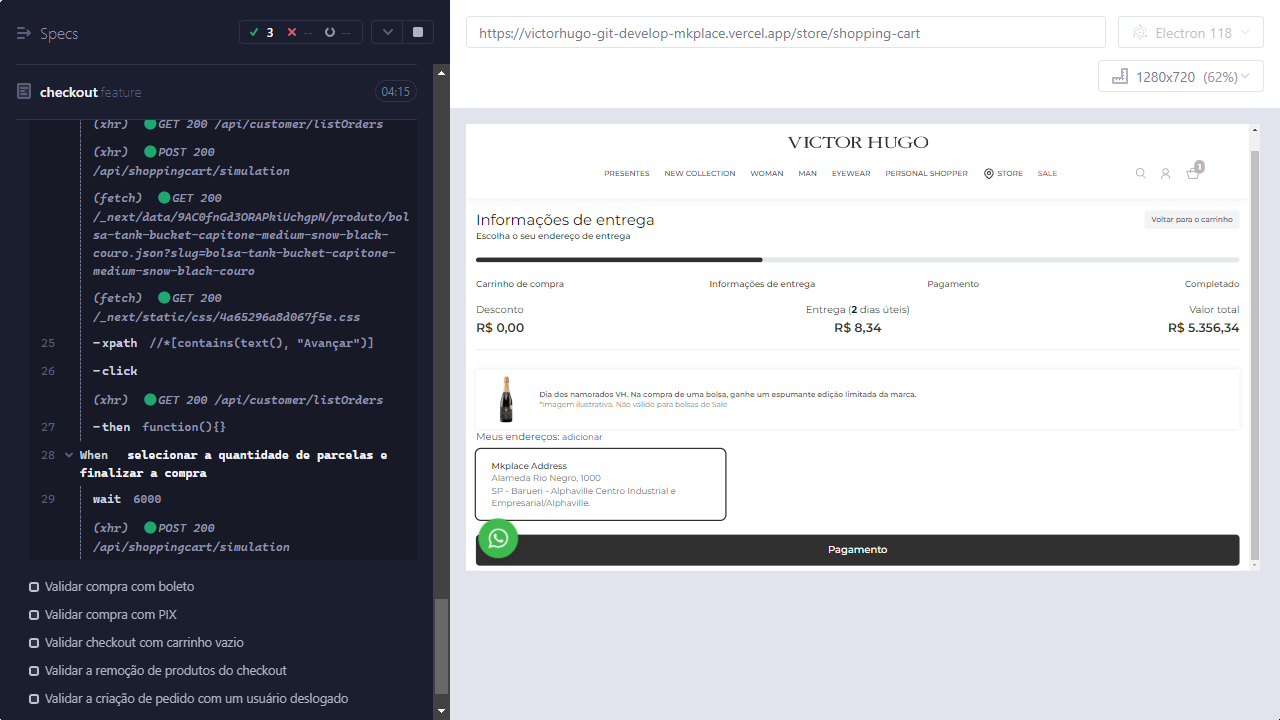 Specs
3
--
--
checkout.feature
04:15
(xhr) GET 200 /api/customer/listOrders
(xhr) POST 200
/api/shoppingcart/simulation
(fetch) GET 200
/_next/data/9AC0fnGd3ORAPkiUchgpN/produto/bol
sa-tank-bucket-capitone-medium-snow-black-
couro.json?slug=bolsa-tank-bucket-capitone-
medium-snow-black-couro
(fetch) GET 200
/_next/static/css/4a65296a8d067f5e.css
25 -xpath //*[contains(text(), "Avançar")]
26 -click
(xhr) GET 200 /api/customer/listOrders
27 -then function(){}
28 When selecionar a quantidade de parcelas e
finalizar a compra
29 wait 6000
(xhr) POST 200
/api/shoppingcart/simulation
Validar compra com boleto
Validar compra com PIX
Validar checkout com carrinho vazio
Validar a remoção de produtos do checkout
Validar a criação de pedido com um usuário deslogado
https://victorhugo-git-develop-mkplace.vercel.app/store/shopping-cart
Electron 118
1280x720 (62%)
VICTOR HUGO
PRESENTES NEW COLLECTION WOMAN MAN EYEWEAR PERSONAL SHOPPER STORE SALE
1
Informações de entrega
Voltar para o carrinho
Escolha o seu endereço de entrega
Carrinho de compra Informações de entrega Pagamento Completado
Desconto Entrega (2 dias úteis) Valor total
R$ 0,00 R$ 8,34 R$ 5.356,34
Dia dos namorados VH. Na compra de uma bolsa, ganhe um espumante edição limitada da marca.
*Imagem ilustrativa. Não válido para bolsas de Sale
Meus endereços: adicionar
Mkplace Address
Alameda Rio Negro, 1000
SP - Barueri - Alphaville Centro Industrial e
Empresarial/Alphaville.
Pagamento